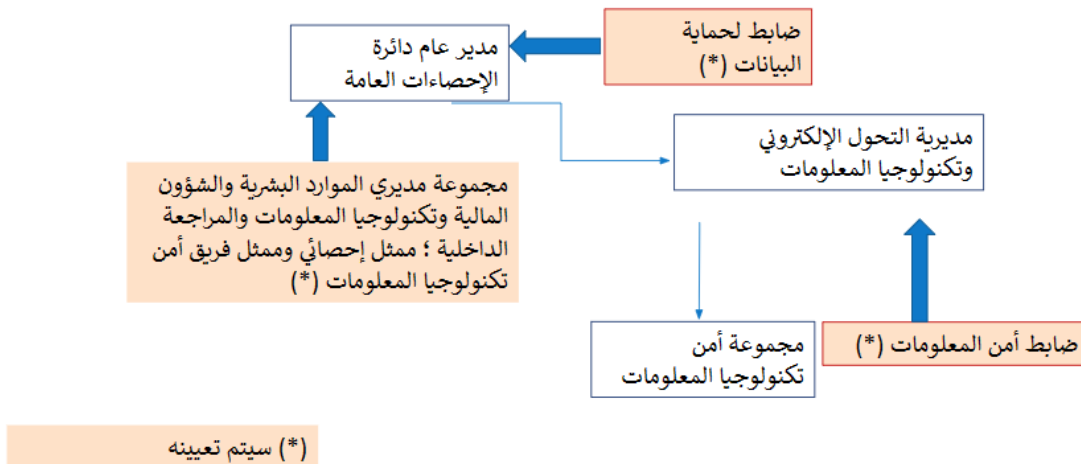 ضابط لحماية
البيانات (*)
مدير عام دائرة
الإحصاءات العامة
مديرية التحول الإلكتروني
وتكنولوجيا المعلومات
مجموعة مديري الموارد البشرية والشؤون
المالية وتكنولوجيا المعلومات والمراجعة
الداخلية ؛ ممثل إحصائي وممثل فريق أمن
تكنولوجيا المعلومات (*)
ضابط أمن المعلومات (*)
مجموعة أمن
تكنولوجيا المعلومات
(*) سيتم تعيينه